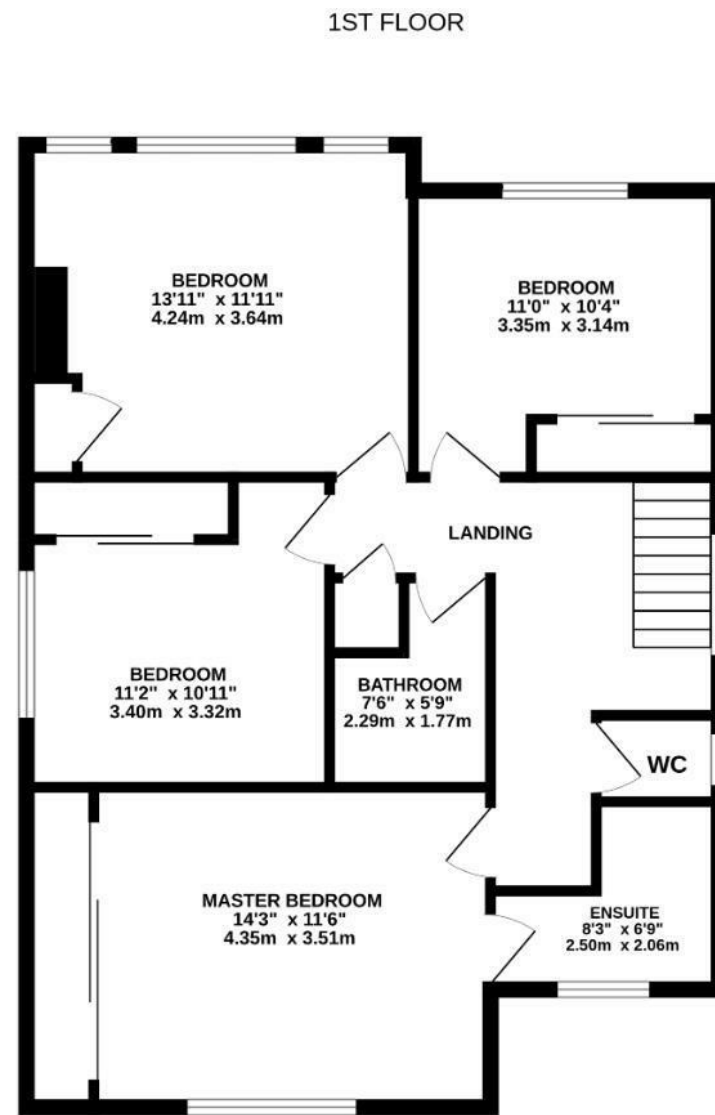 1ST FLOOR
BEDROOM
13'11" x 11'11"
4.24m x 3.64m
BEDROOM
11'0" x 10'4"
3.35m x 3.14m
LANDING
BEDROOM
11'2" x 10'11"
3.40m x 3.32m
BATHROOM
7'6" x 5'9"
2.29m x 1.77m
WC
MASTER BEDROOM
14'3" x 11'6"
4.35m x 3.51m
ENSUITE
8'3" x 6'9"
2.50m x 2.06m